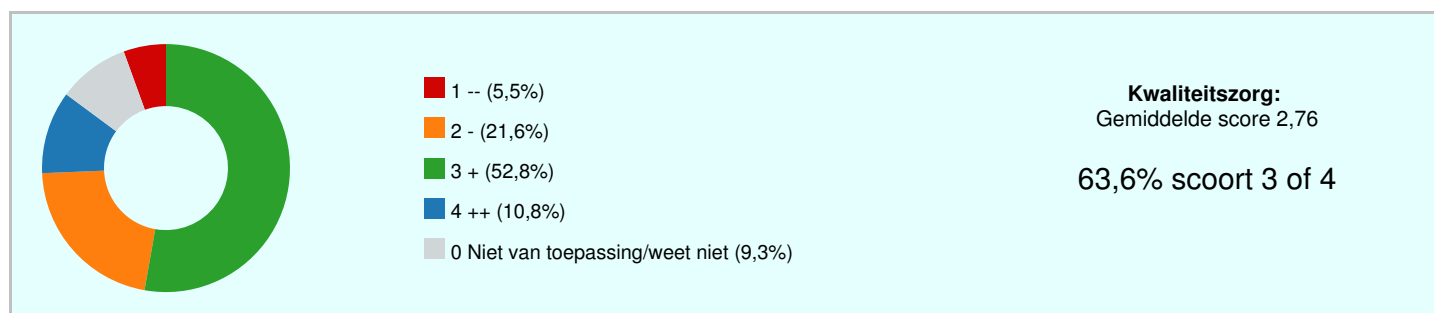 1 -- (5,5%)
2 - (21,6%)
3 + (52,8%)
4 ++ (10,8%)
0 Niet van toepassing/weet niet (9,3%)
Kwaliteitszorg:
Gemiddelde score 2,76
63,6% scoort 3 of 4